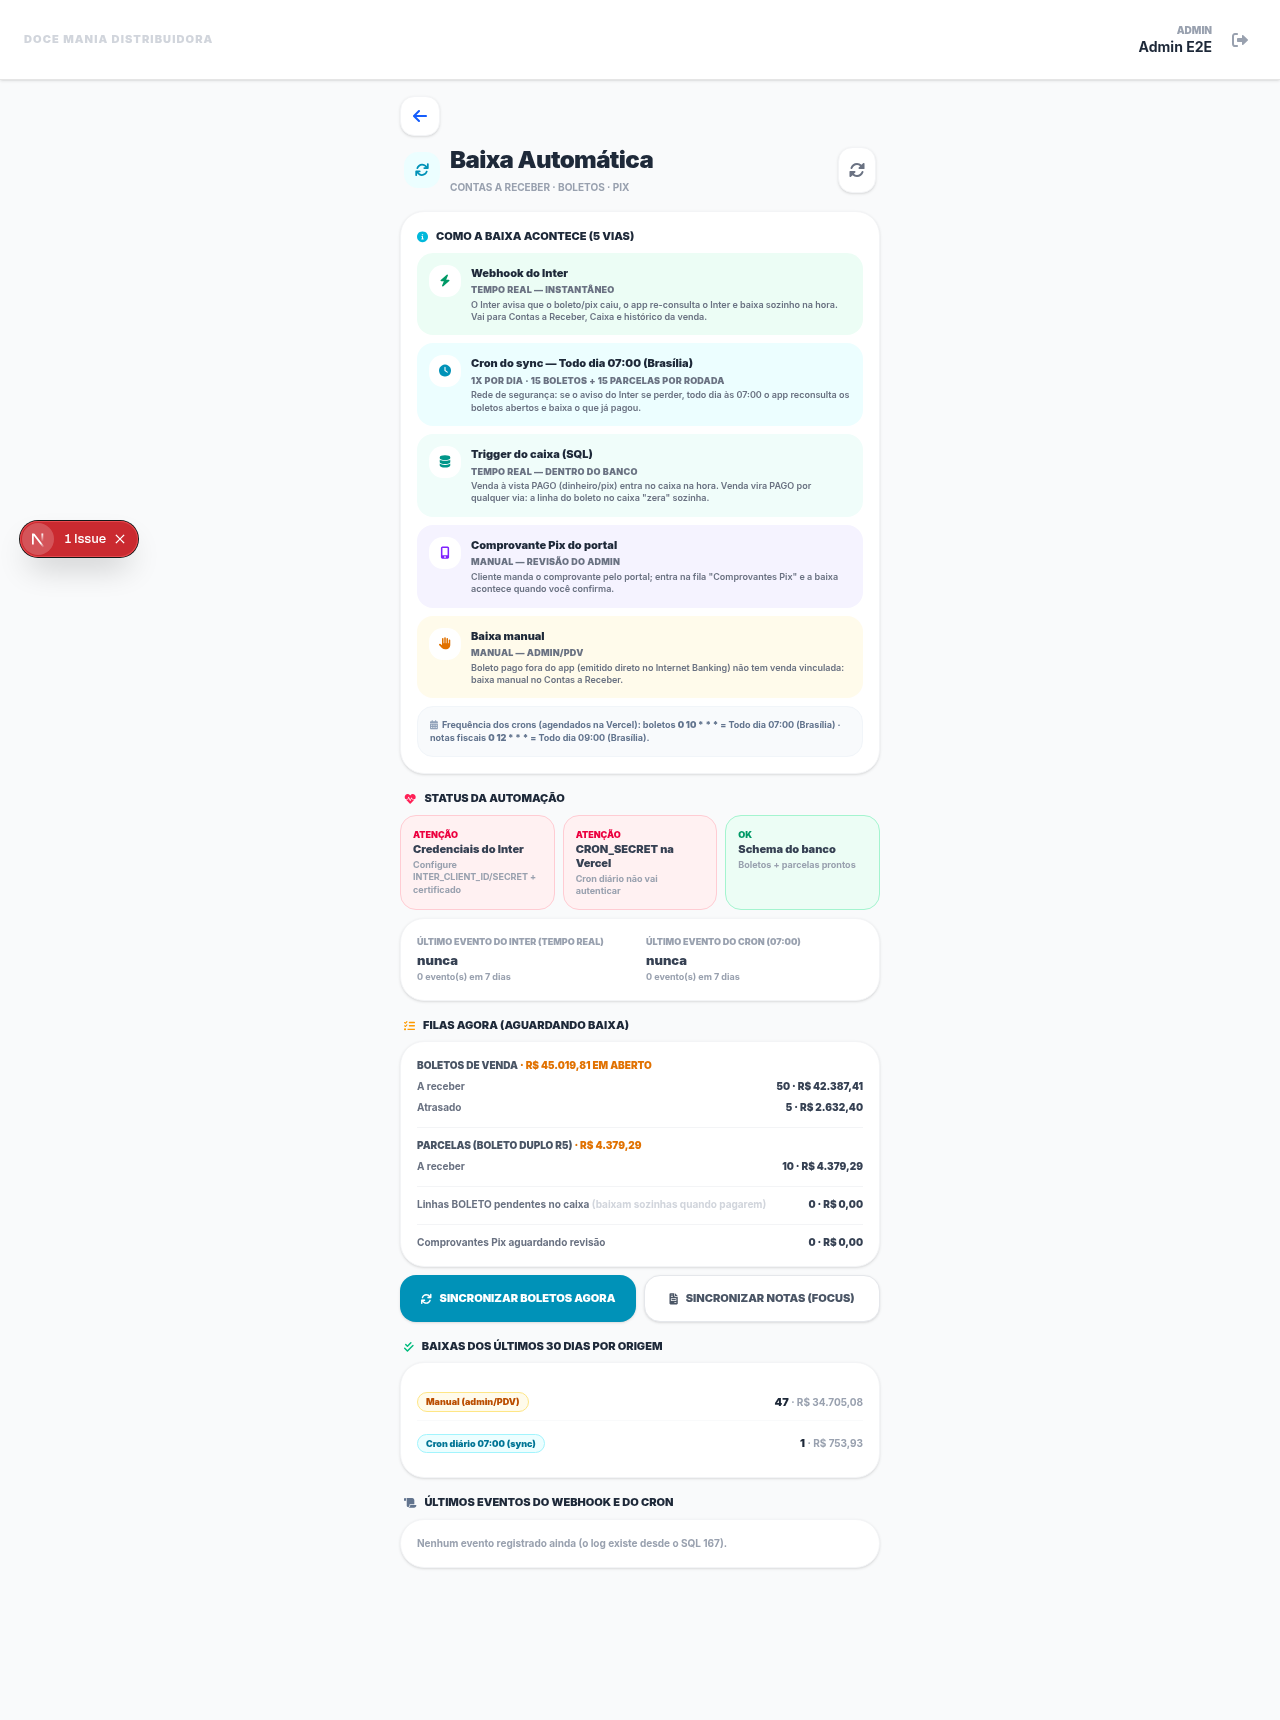 DOCE MANIA DISTRIBUIDORA
ADMIN
Admin E2E
Baixa Automática
CONTAS A RECEBER · BOLETOS · PIX
COMO A BAIXA ACONTECE (5 VIAS)
Webhook do Inter
TEMPO REAL — INSTANTÂNEO
O Inter avisa que o boleto/pix caiu, o app re-consulta o Inter e baixa sozinho na hora.
Vai para Contas a Receber, Caixa e histórico da venda.
Cron do sync — Todo dia 07:00 (Brasília)
1X POR DIA · 15 BOLETOS + 15 PARCELAS POR RODADA
Rede de segurança: se o aviso do Inter se perder, todo dia às 07:00 o app reconsulta os
boletos abertos e baixa o que já pagou.
Trigger do caixa (SQL)
TEMPO REAL — DENTRO DO BANCO
Venda à vista PAGO (dinheiro/pix) entra no caixa na hora. Venda vira PAGO por
qualquer via: a linha do boleto no caixa "zera" sozinha.
Comprovante Pix do portal
MANUAL — REVISÃO DO ADMIN
Cliente manda o comprovante pelo portal; entra na fila "Comprovantes Pix" e a baixa
acontece quando você confirma.
Baixa manual
MANUAL — ADMIN/PDV
Boleto pago fora do app (emitido direto no Internet Banking) não tem venda vinculada:
baixa manual no Contas a Receber.
Frequência dos crons (agendados na Vercel): boletos 0 10 * * * = Todo dia 07:00 (Brasília) ·
notas fiscais 0 12 * * * = Todo dia 09:00 (Brasília).
1 Issue
STATUS DA AUTOMAÇÃO
ATENÇÃO
Credenciais do Inter
Configure
INTER_CLIENT_ID/SECRET +
certificado
ATENÇÃO
CRON_SECRET na
Vercel
Cron diário não vai
autenticar
OK
Schema do banco
Boletos + parcelas prontos
ÚLTIMO EVENTO DO INTER (TEMPO REAL)
nunca
0 evento(s) em 7 dias
ÚLTIMO EVENTO DO CRON (07:00)
nunca
0 evento(s) em 7 dias
FILAS AGORA (AGUARDANDO BAIXA)
BOLETOS DE VENDA · R$ 45.019,81 EM ABERTO
A receber 50 · R$ 42.387,41
Atrasado 5 · R$ 2.632,40
PARCELAS (BOLETO DUPLO R5) · R$ 4.379,29
A receber 10 · R$ 4.379,29
Linhas BOLETO pendentes no caixa (baixam sozinhas quando pagarem) 0 · R$ 0,00
Comprovantes Pix aguardando revisão 0 · R$ 0,00
SINCRONIZAR BOLETOS AGORA
SINCRONIZAR NOTAS (FOCUS)
BAIXAS DOS ÚLTIMOS 30 DIAS POR ORIGEM
Manual (admin/PDV) 47 · R$ 34.705,08
Cron diário 07:00 (sync) 1 · R$ 753,93
ÚLTIMOS EVENTOS DO WEBHOOK E DO CRON
Nenhum evento registrado ainda (o log existe desde o SQL 167).